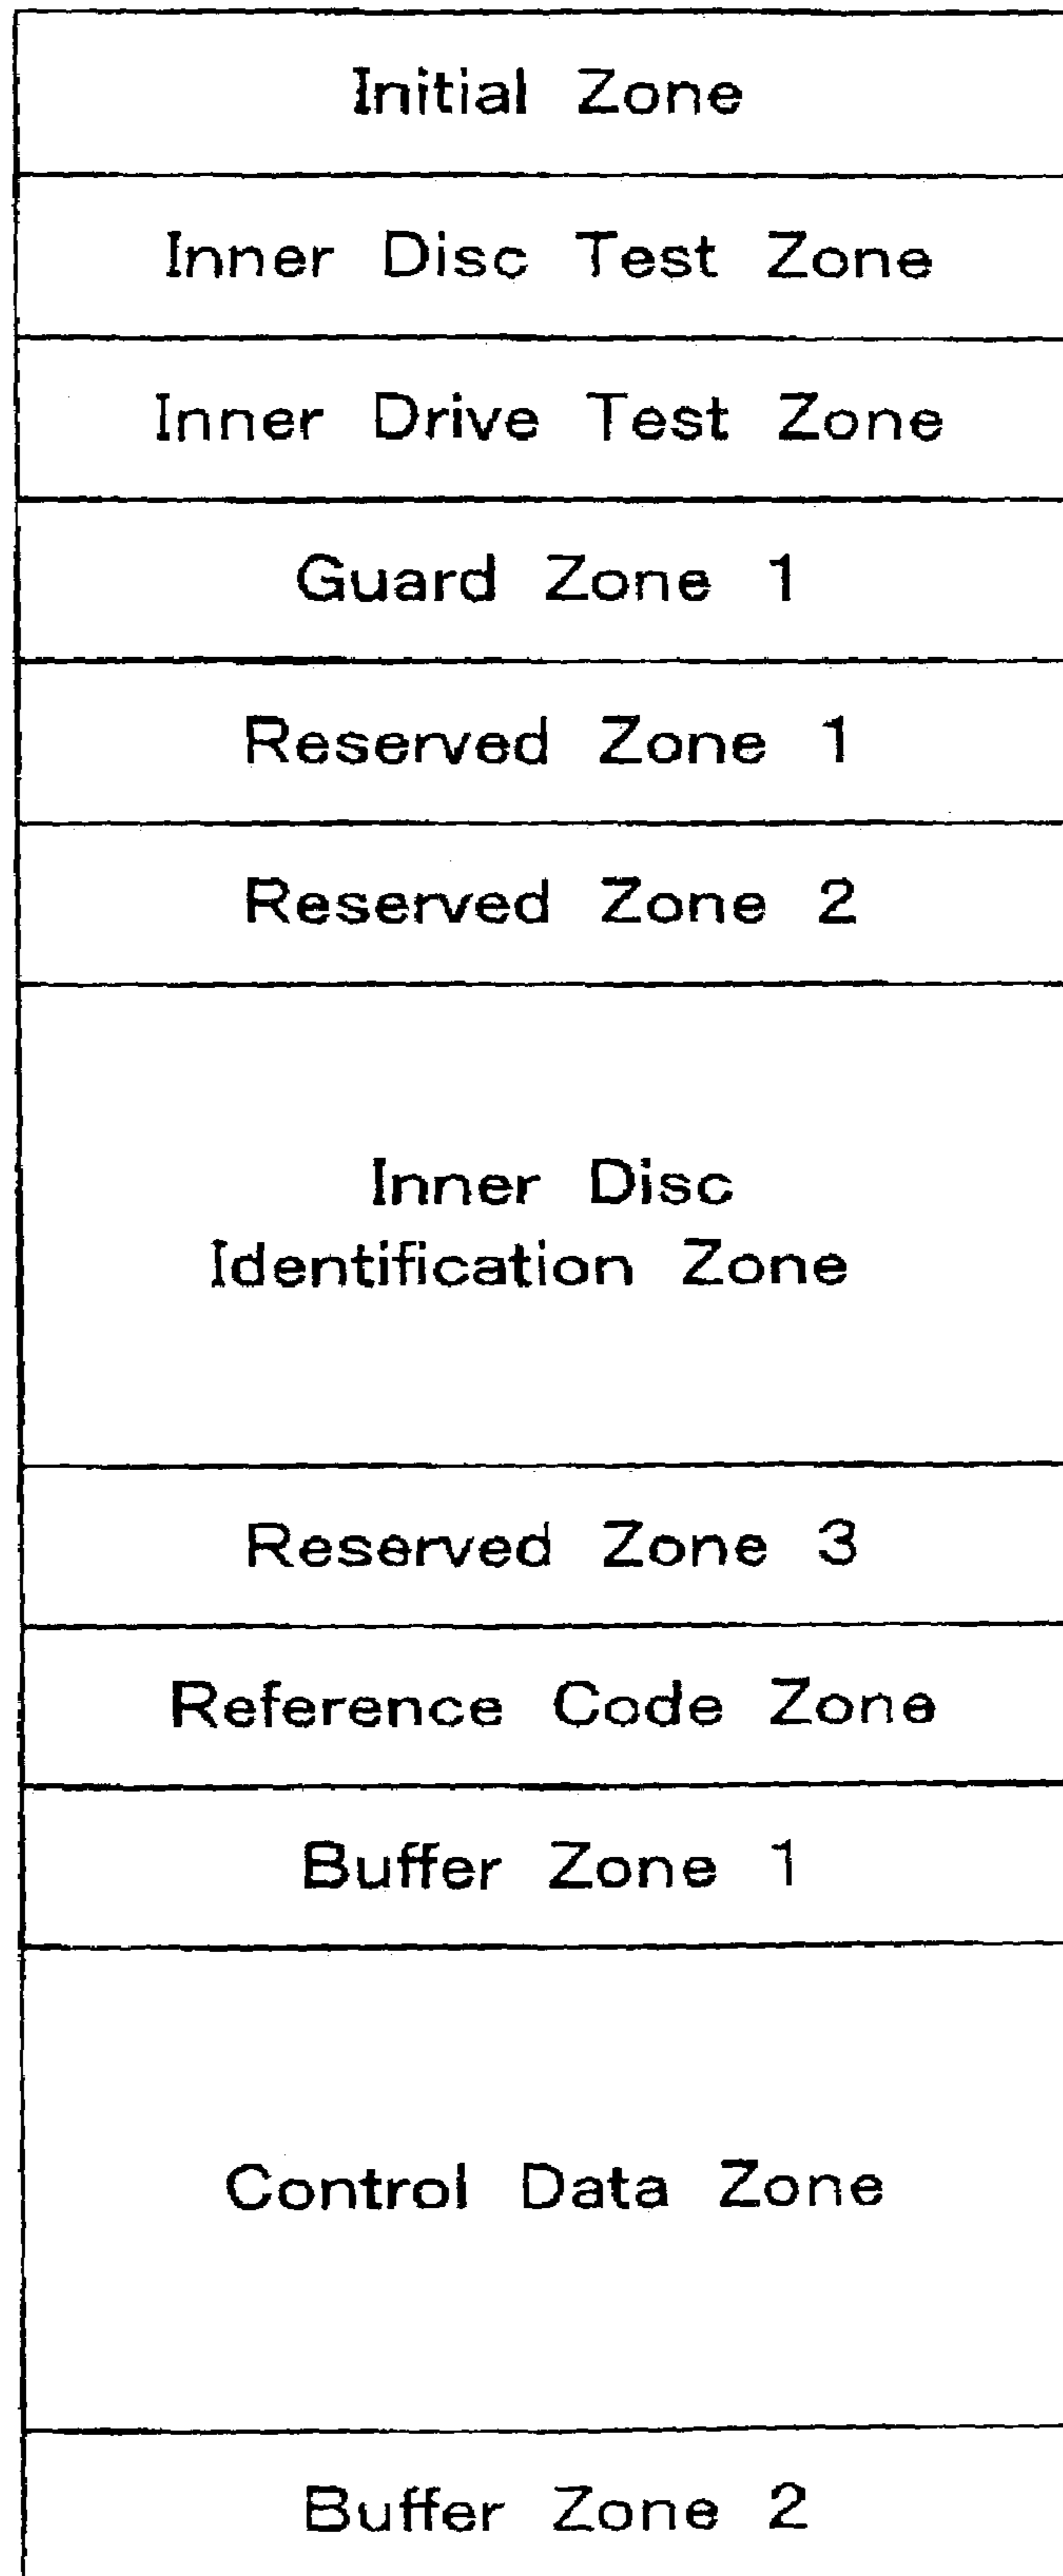 Initial Zone
Inner Disc Test Zone
Inner Drive Test Zone
Guard Zone 1
Reserved Zone 1
Reserved Zone 2
Inner Disc
Identification Zone
Reserved Zone 3
Reference Code Zone
Buffer Zone 1
Control Data Zone
Buffer Zone 2